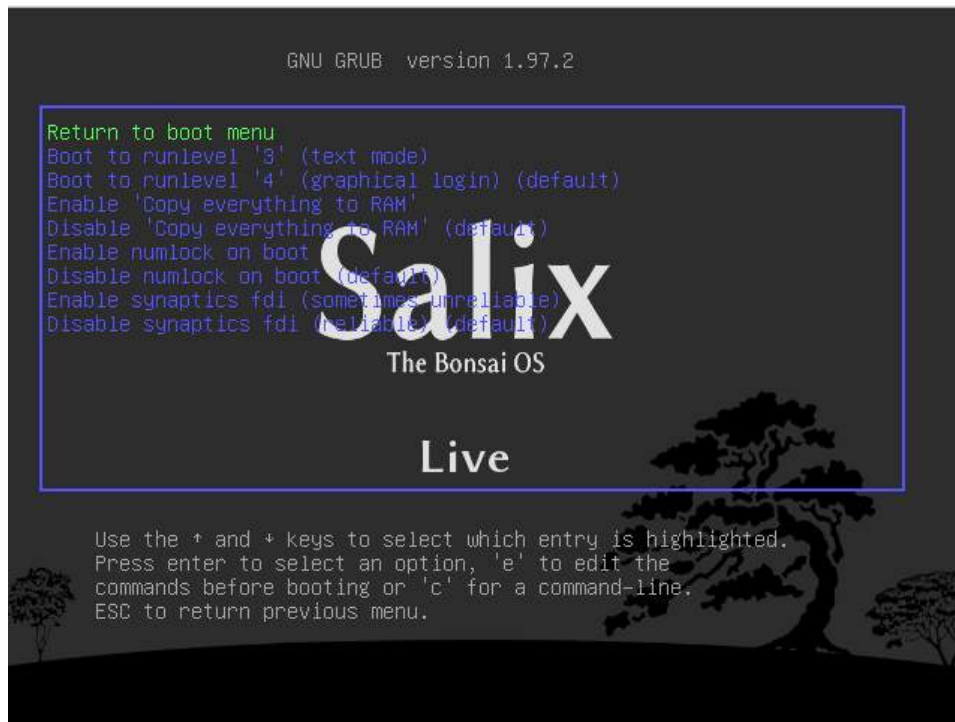 GNU GRUB  version 1.97.2
Return to boot menu
Boot to runlevel '3' (text mode)
Boot to runlevel '4' (graphical login) (default)
Enable 'Copy everything to RAM'
Disable 'Copy everything to RAM' (default)
Enable numlock on boot
Disable numlock on boot (default)
Enable synaptics fdi (sometimes unreliable)
Disable synaptics fdi (reliable) (default)
Salix
The Bonsai OS
Live
Use the ↑ and ↓ keys to select which entry is highlighted.
Press enter to select an option, 'e' to edit the
commands before booting or 'c' for a command-line.
ESC to return previous menu.